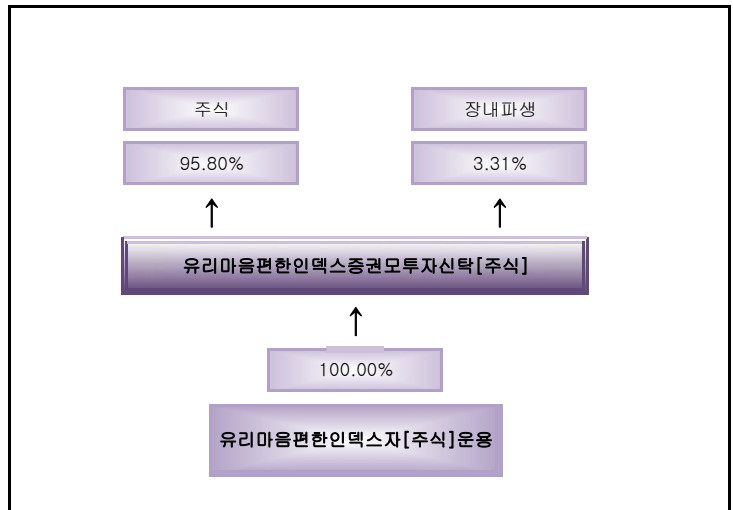 주식
장내파생
95.80%
3.31%
유리마음편한인덱스증권모투자신탁[주식]
100.00%
유리마음편한인덱스자[주식]운용